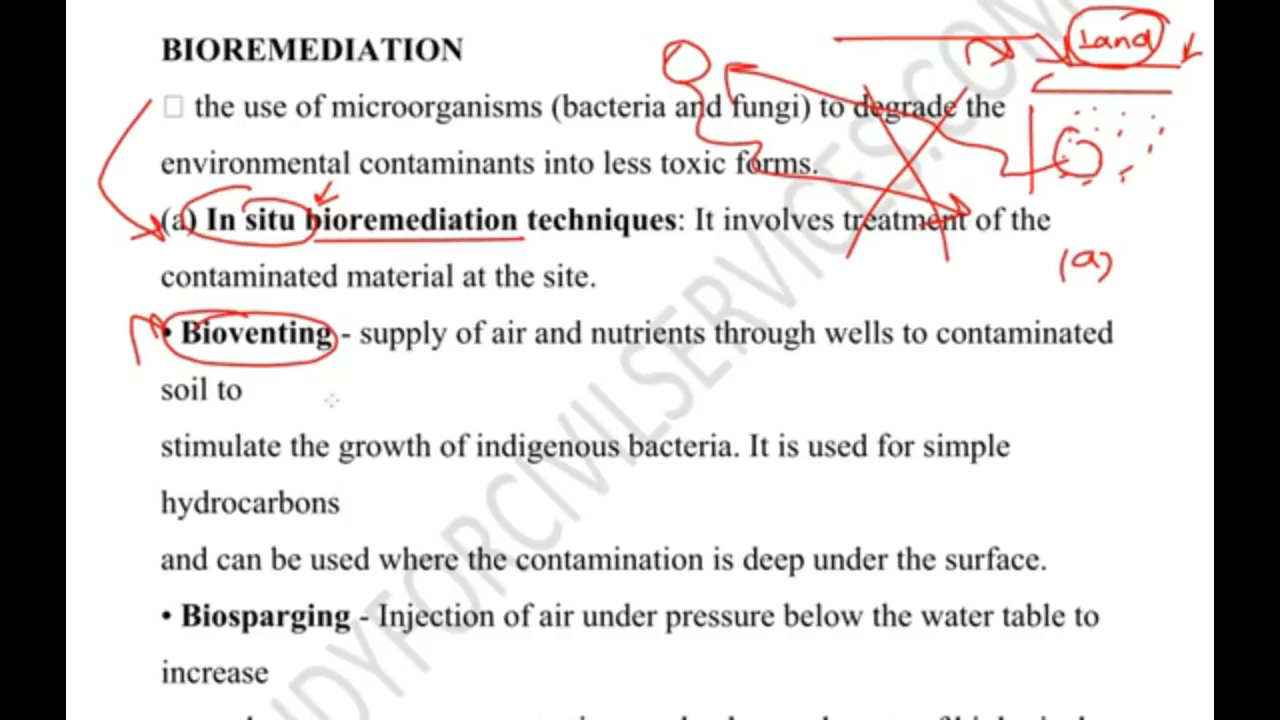 BIOREMEDIATION
Land
the use of microorganisms (bacteria and fungi) to degrade the
environmental contaminants into less toxic forms.
(a) In situ bioremediation techniques: It involves treatment of the
contaminated material at the site.
(a)
• Bioventing - supply of air and nutrients through wells to contaminated
soil to
stimulate the growth of indigenous bacteria. It is used for simple
hydrocarbons
and can be used where the contamination is deep under the surface.
• Biosparging - Injection of air under pressure below the water table to
increase
UDYFORCIVILSERVICES.COM